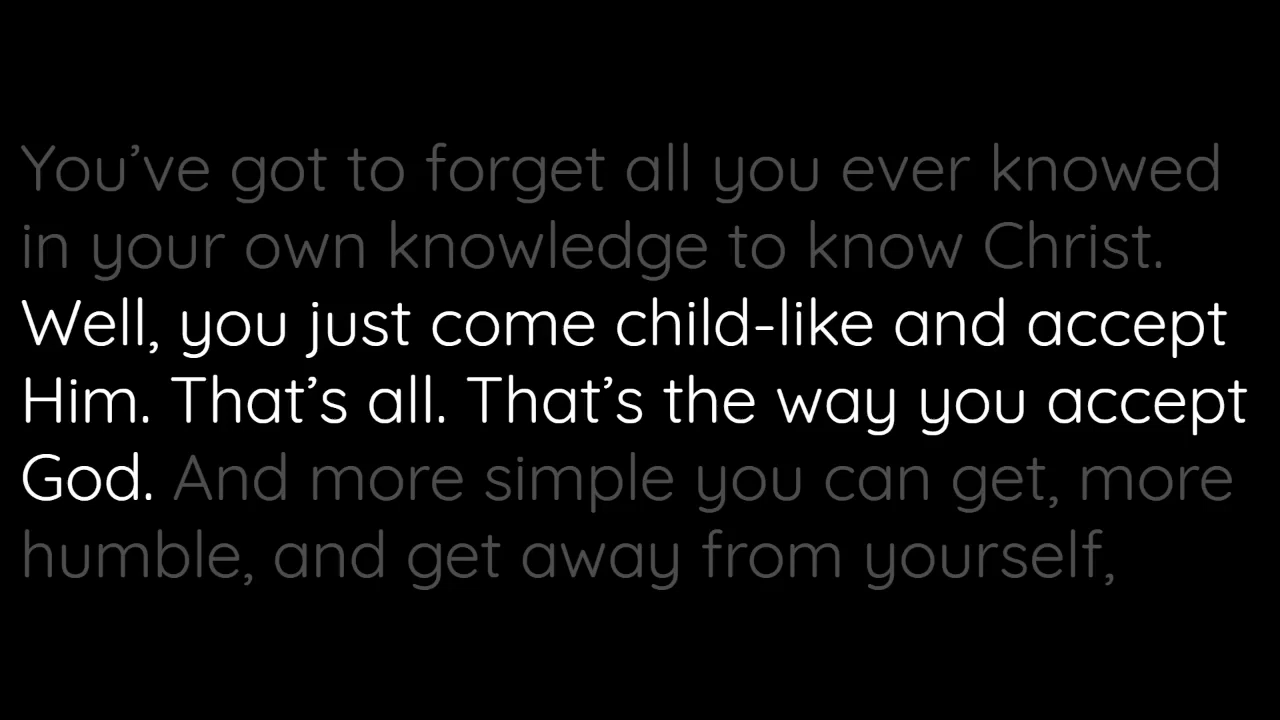 You’ve got to forget all you ever knowed
in your own knowledge to know Christ.
Well, you just come child-like and accept
Him. That’s all. That’s the way you accept
God. And more simple you can get, more
humble, and get away from yourself,